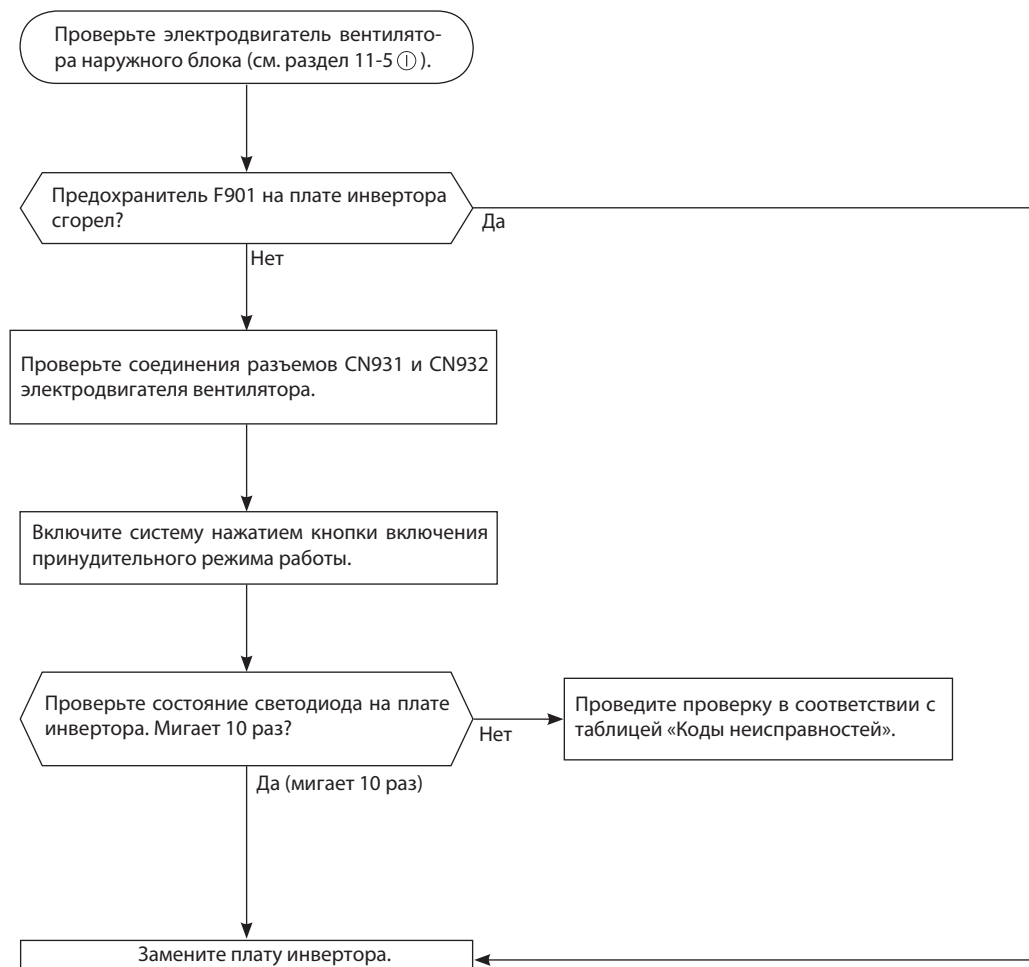 Проверьте электродвигатель вентилято-
ра наружного блока (см. раздел 11-5 Ⓘ ).
Предохранитель F901 на плате инвертора
сгорел?
Да
Нет
Проверьте соединения разъемов CN931 и CN932
электродвигателя вентилятора.
Включите систему нажатием кнопки включения
принудительного режима работы.
Проверьте состояние светодиода на плате
инвертора. Мигает 10 раз?
Нет
Проведите проверку в соответствии с
таблицей «Коды неисправностей».
Да (мигает 10 раз)
Замените плату инвертора.